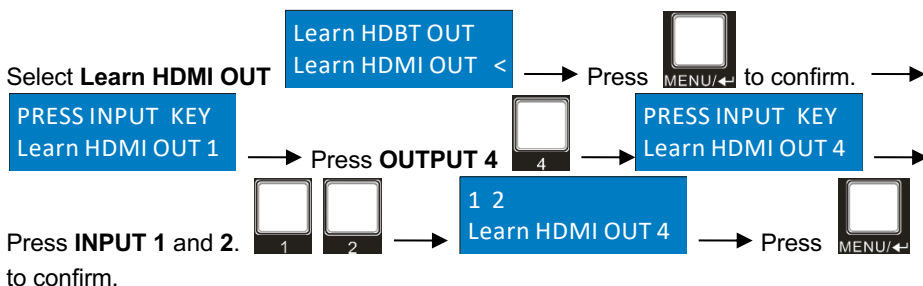 Learn HDBT OUT
Select Learn HDMI OUT Learn HDMI OUT < Press MENU/↵ to confirm.
PRESS INPUT KEY
Learn HDMI OUT 1
Press OUTPUT 4
4
PRESS INPUT KEY
Learn HDMI OUT 4
Press INPUT 1 and 2.
1
2
1 2
Learn HDMI OUT 4
Press MENU/↵
to confirm.